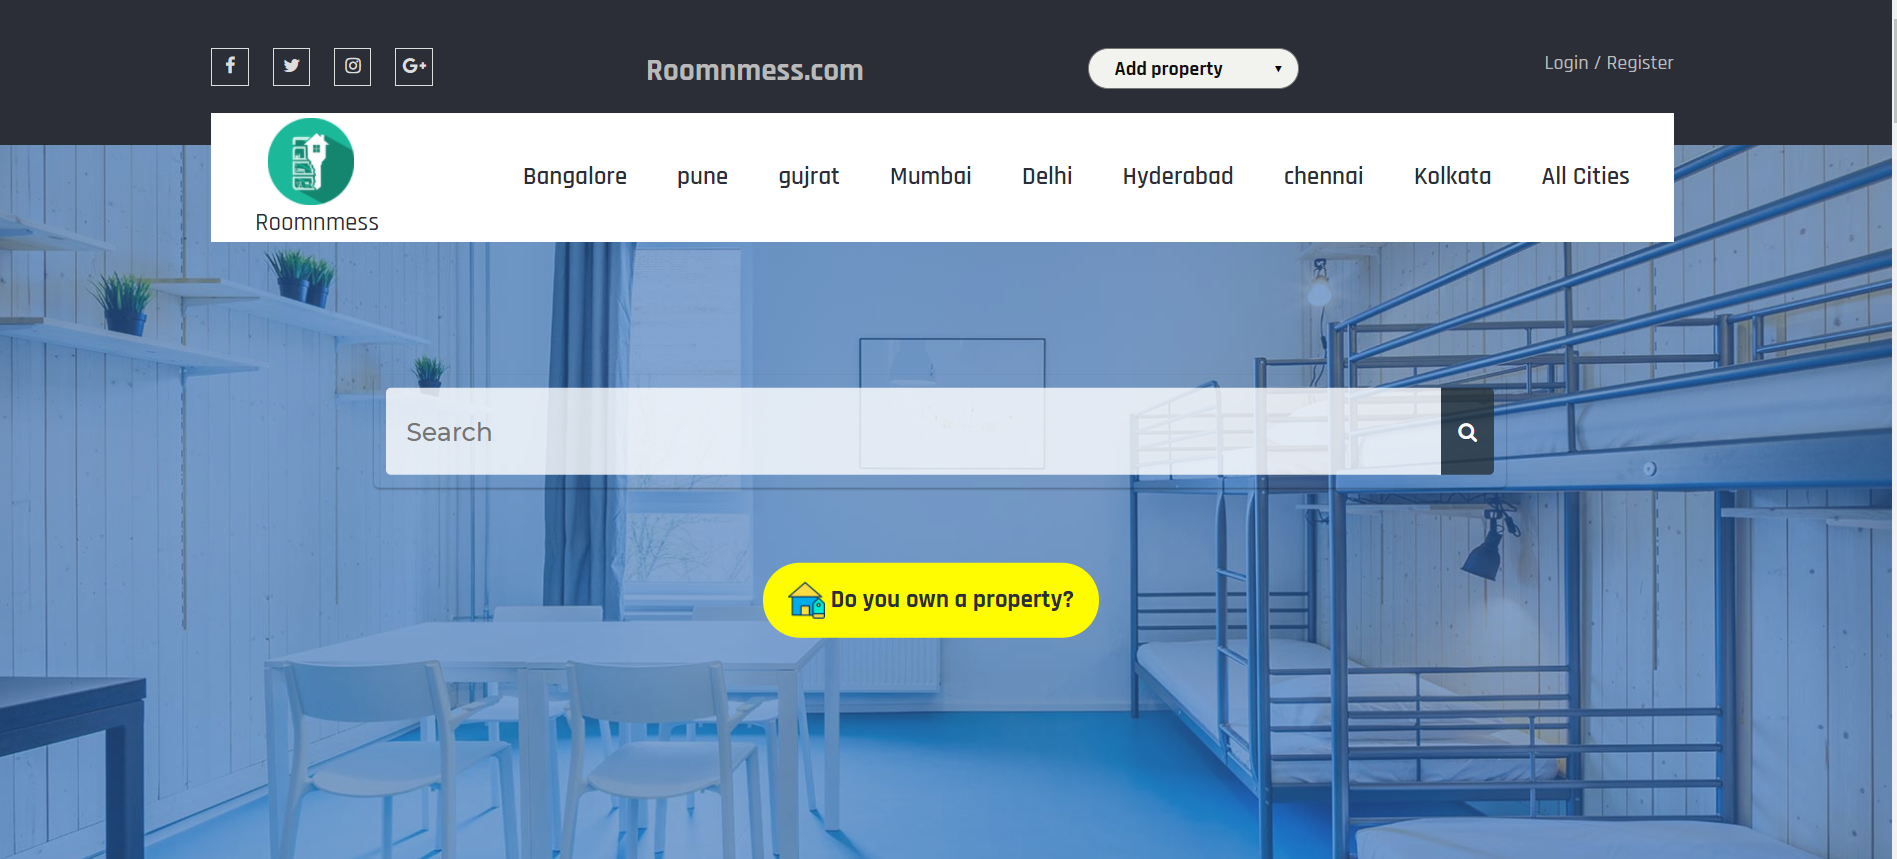 Roomnmess.com
Add property
Login / Register
Roomnmess
Bangalore pune gujrat Mumbai Delhi Hyderabad chennai Kolkata All Cities
Search
Do you own a property?